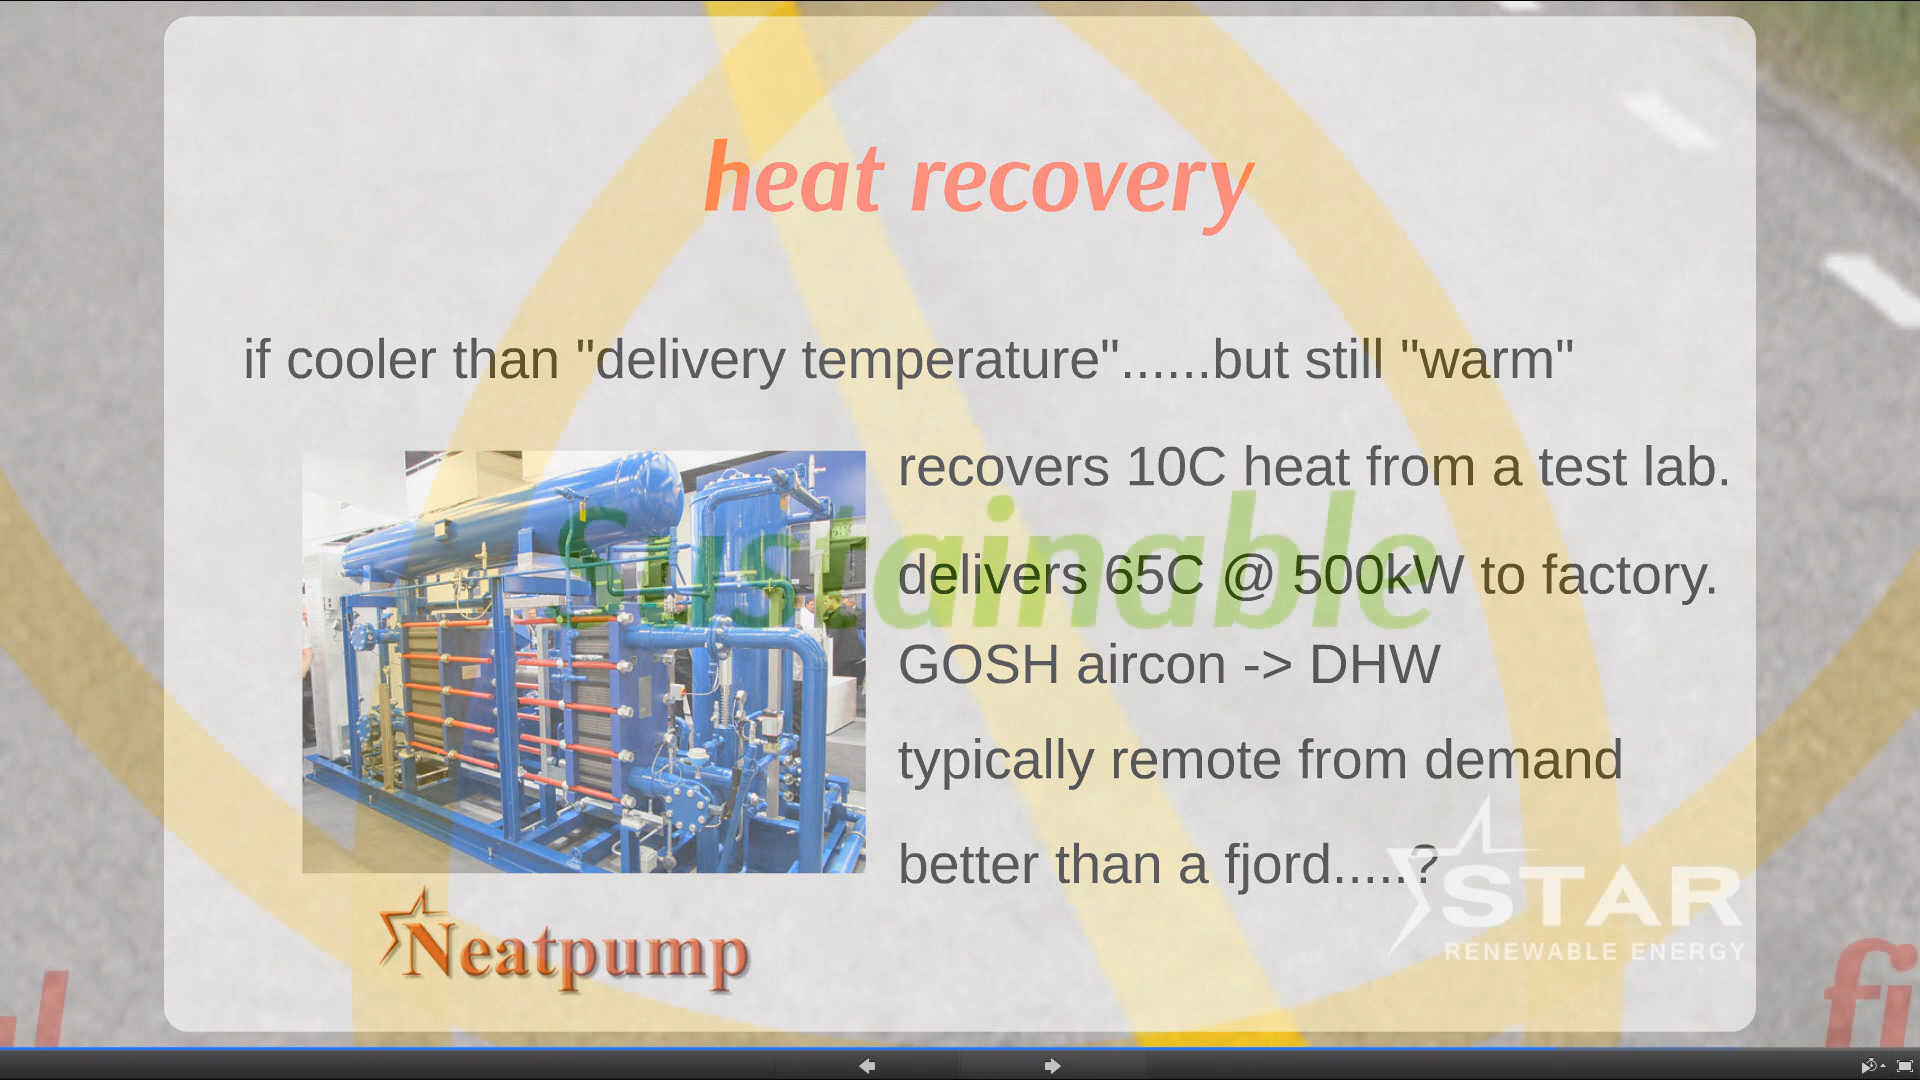 heat recovery
if cooler than "delivery temperature"......but still "warm"
recovers 10C heat from a test lab.
Sustainable
delivers 65C @ 500kW to factory.
GOSH aircon -> DHW
typically remote from demand
better than a fjord.....?
STAR
RENEWABLE ENERGY
Neatpump
fi